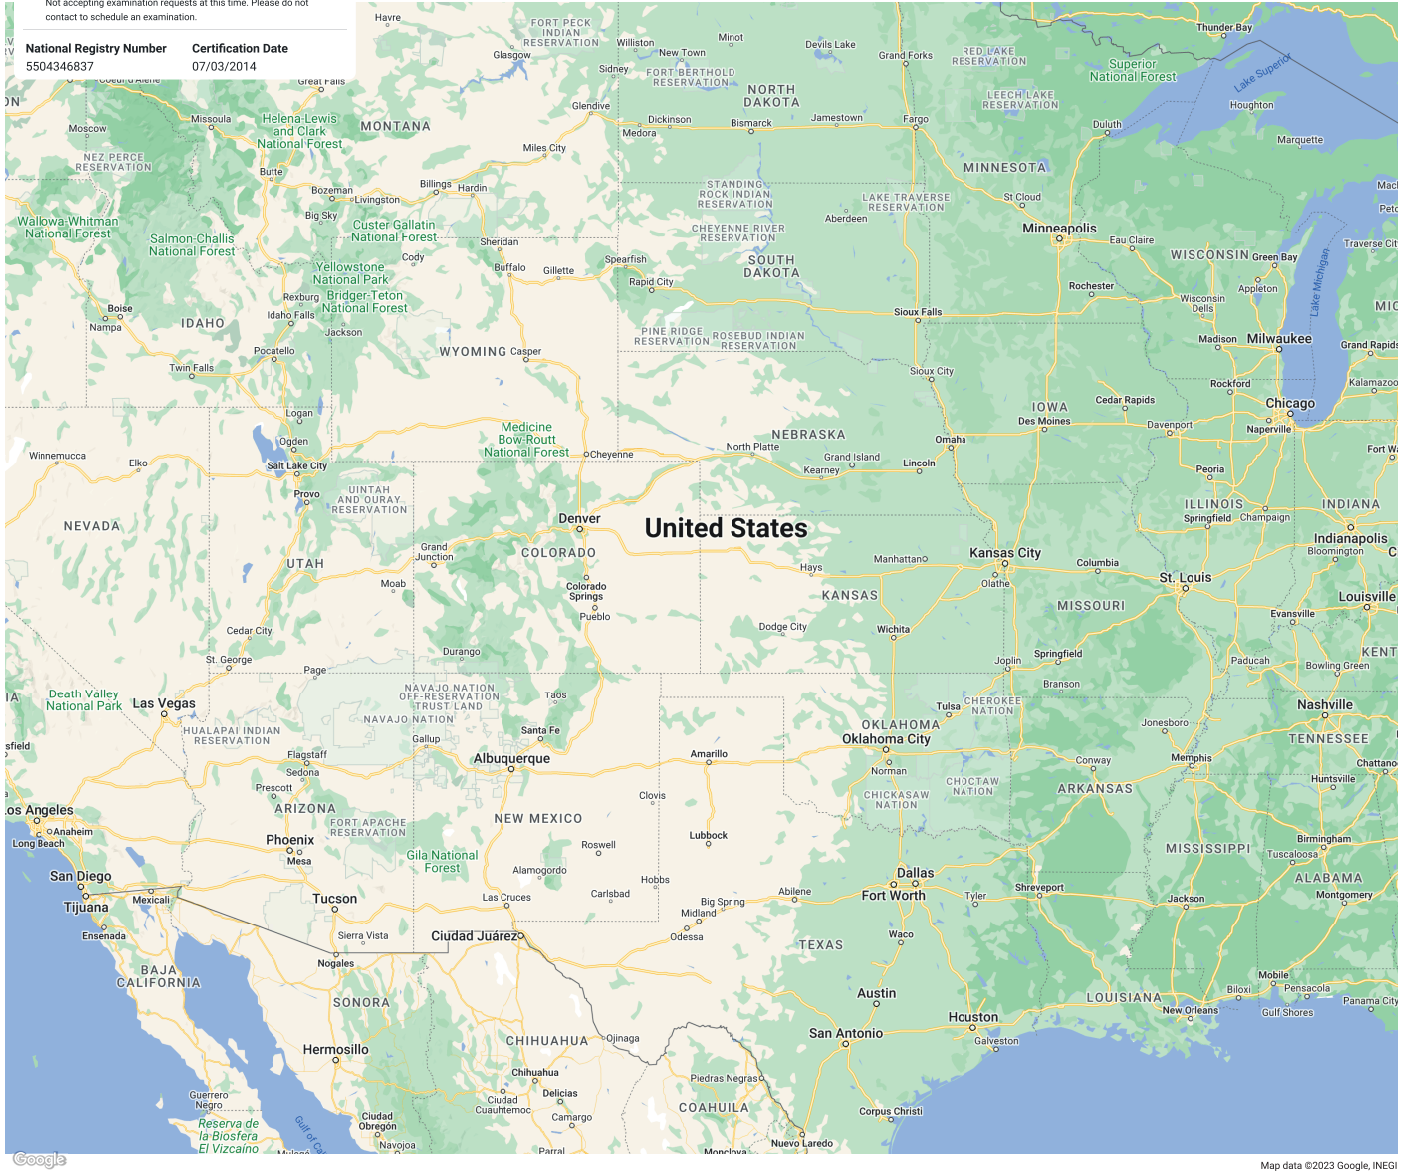 Not accepting examination requests at this time. Please do not
contact to schedule an examination.
National Registry Number Certification Date
5504346837 07/03/2014
Havre
FORT PECK
INDIAN
RESERVATION
Glasgow
Williston
Minot
New Town
Devils Lake
Grand Forks
RED LAKE
RESERVATION
Thunder Bay
Superior
National Forest
Lake Superior
Houghton
Marquette
Coeur d'Alene
Great Falls
Sidney
FORT BERTHOLD
RESERVATION
NORTH
DAKOTA
LEECH LAKE
RESERVATION
Glendive
Moscow
Missoula
Helena-Lewis
and Clark
National Forest
MONTANA
Medora
Dickinson
Bismarck
Jamestown
Fargo
Duluth
NEZ PERCE
RESERVATION
Miles City
Butte
Bozeman
Livingston
Billings
Hardin
Big Sky
STANDING
ROCK INDIAN
RESERVATION
LAKE TRAVERSE
RESERVATION
MINNESOTA
St Cloud
Wallowa-Whitman
National Forest
Salmon-Challis
National Forest
Custer Gallatin
National Forest
Cody
Sheridan
CHEYENNE RIVER
RESERVATION
Aberdeen
Minneapolis
Eau Claire
WISCONSIN
Green Bay
Appleton
Lake Michigan
Traverse Cit
Mack
Peto
Yellowstone
National Park
Bridger-Teton
National Forest
Buffalo
Gillette
Spearfish
Rapid City
SOUTH
DAKOTA
Rochester
Wisconsin
Dells
MIC
Boise
Nampa
IDAHO
Rexburg
Idaho Falls
Jackson
PINE RIDGE
RESERVATION
ROSEBUD INDIAN
RESERVATION
Sioux Falls
Madison
Milwaukee
Grand Rapids
Pocatello
Twin Falls
WYOMING
Casper
Sioux City
Rockford
Kalamazoo
Logan
IOWA
Cedar Rapids
Chicago
Naperville
Des Moines
Davenport
Medicine
Bow-Routt
National Forest
Cheyenne
NEBRASKA
North Platte
Grand Island
Kearney
Lincoln
Omaha
Fort Wa
Winnemucca
Elko
Ogden
Salt Lake City
Provo
Peoria
UINTAH
AND OURAY
RESERVATION
ILLINOIS
Springfield
Champaign
INDIANA
NEVADA
Denver
United States
Indianapolis
Bloomington
C
UTAH
Grand
Junction
COLORADO
Moab
Colorado
Springs
Pueblo
Hays
Manhattan
Kansas City
Olathe
Columbia
St. Louis
KANSAS
MISSOURI
Evansville
Louisville
Cedar City
Dodge City
Wichita
St. George
Page
Durango
Joplin
Springfield
Branson
Paducah
Bowling Green
KENT
IA
Death Valley
National Park
Las Vegas
NAVAJO NATION
OFF-RESERVATION
TRUST LAND
NAVAJO NATION
Taos
CHEROKEE
NATION
Tulsa
Nashville
HUALAPAI INDIAN
RESERVATION
Gallup
Santa Fe
OKLAHOMA
Oklahoma City
Jonesboro
TENNESSEE
sfield
Flagstaff
Sedona
Albuquerque
Amarillo
Norman
Conway
Memphis
Chattanoo
Huntsville
Prescott
ARIZONA
Clovis
CHICKASAW
NATION
CHOCTAW
NATION
ARKANSAS
Los Angeles
Anaheim
Long Beach
FORT APACHE
RESERVATION
NEW MEXICO
Phoenix
Mesa
Gila National
Forest
Roswell
Lubbock
Birmingham
Tuscaloosa
MISSISSIPPI
San Diego
Tijuana
Mexicali
Tucson
Alamogordo
Hobbs
Carlsbad
Las Cruces
Abilene
Big Spring
Midland
Odessa
Dallas
Fort Worth
Tyler
Shreveport
Jackson
ALABAMA
Montgomery
Ensenada
Sierra Vista
Nogales
Ciudad Juárez
TEXAS
Waco
BAJA
CALIFORNIA
SONORA
Austin
Houston
Galveston
LOUISIANA
New Orleans
Mobile
Biloxi
Pensacola
Gulf Shores
Panama City
Hermosillo
CHIHUAHUA
Ojinaga
San Antonio
Chihuahua
Delicias
Ciudad
Cuauhtemoc
Camargo
Piedras Negras
COAHUILA
Corpus Christi
Guerrero
Negro
Reserva de
la Biosfera
El Vizcaíno
Gulf of Cal
Mulegé
Ciudad
Obregón
Navojoa
Parral
Monclova
Nuevo Laredo
Google
Map data ©2023 Google, INEGI